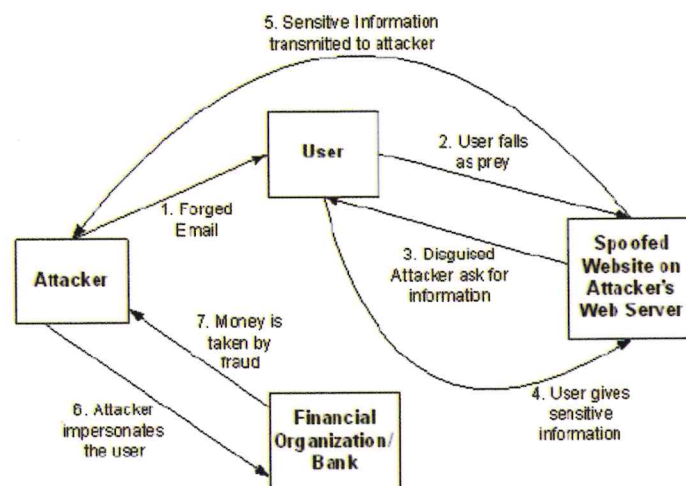 5. Sensitive Information
transmitted to attacker
User
2. User falls
as prey
1. Forged
Email
3. Disguised
Attacker ask for
information
Spoofed
Website on
Attacker's
Web Server
Attacker
7. Money is
taken by
fraud
4. User gives
sensitive
information
6. Attacker
impersonates
the user
Financial
Organization/
Bank